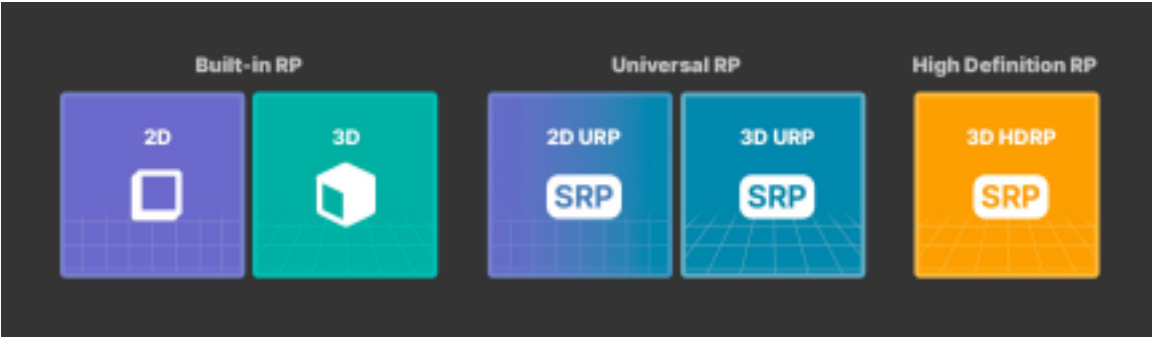 Built-in RP
Universal RP
High Definition RP
2D
3D
2D URP
3D URP
3D HDRP
SRP
SRP
SRP